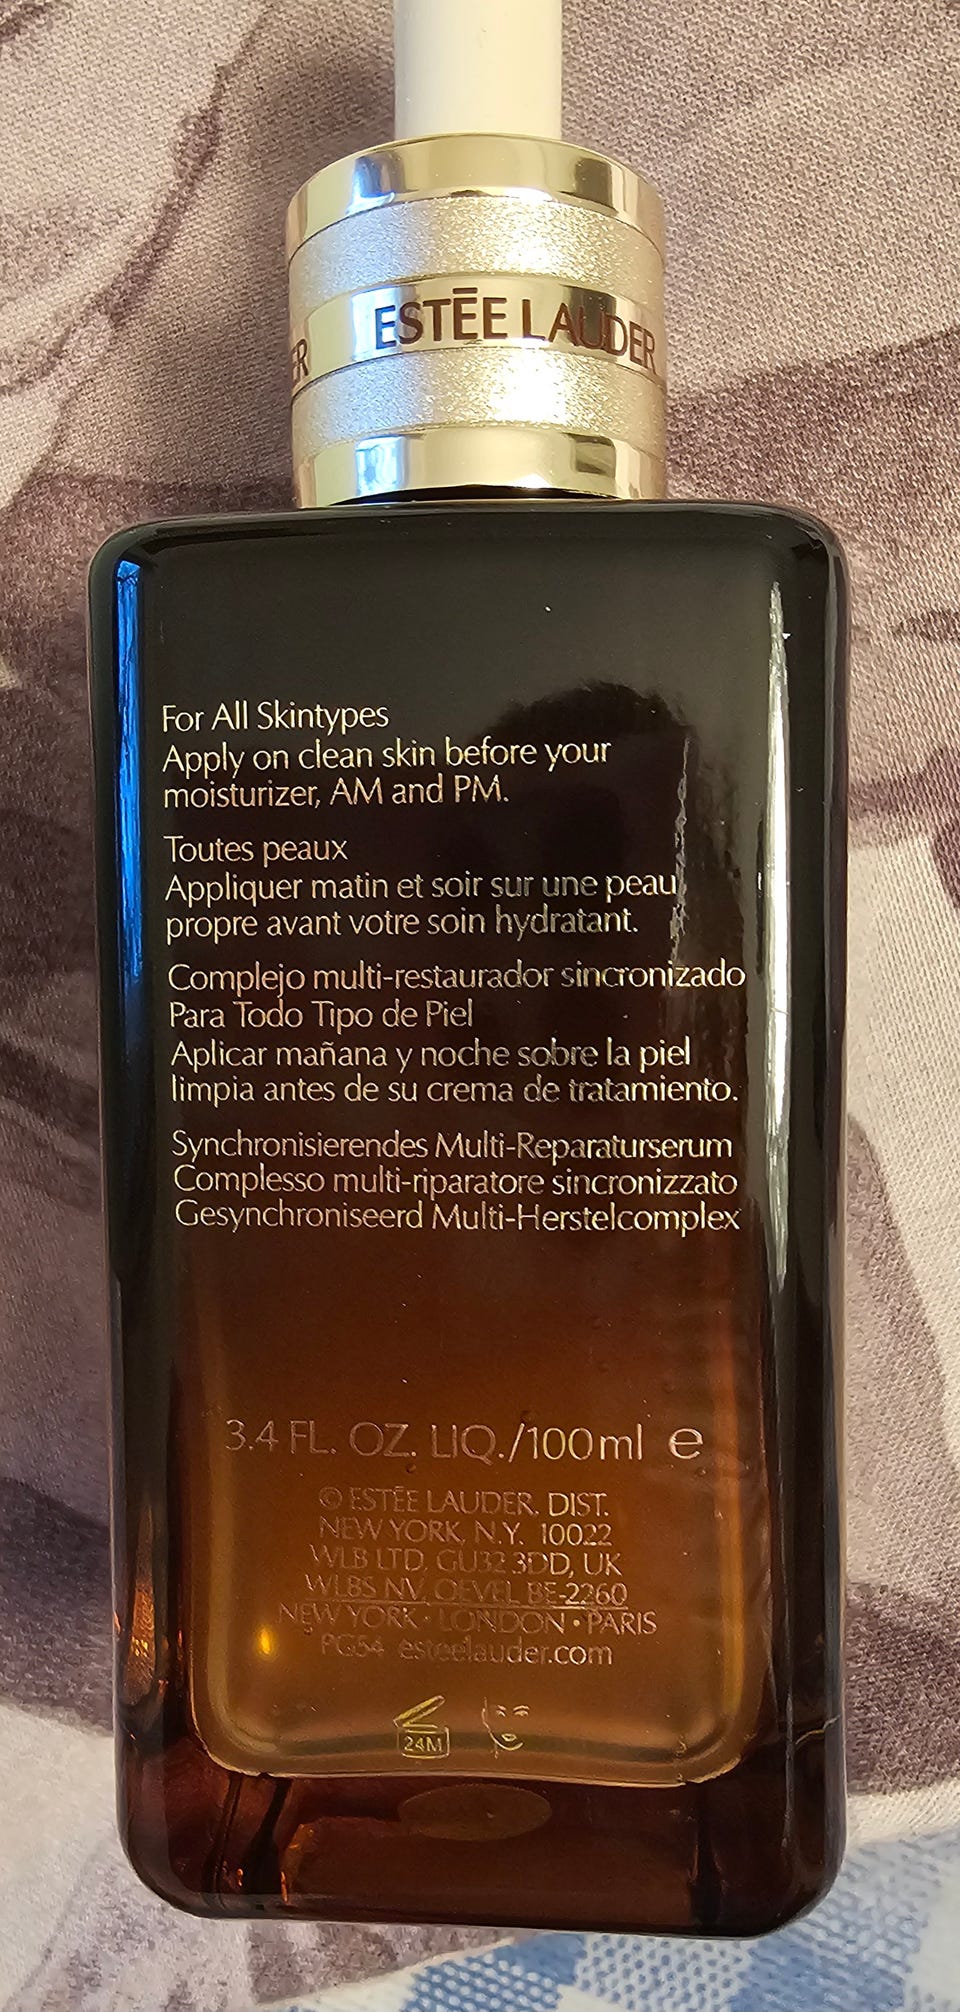 ESTĒE LAUDER
ER
For All Skintypes
Apply on clean skin before your
moisturizer, AM and PM.
Toutes peaux
Appliquer matin et soir sur une peau
propre avant votre soin hydratant.
Complejo multi-restaurador sincronizado
Para Todo Tipo de Piel
Aplicar mañana y noche sobre la piel
limpia antes de su crema de tratamiento.
Synchronisierendes Multi-Reparaturserum
Complesso multi-riparatore sincronizzato
Gesynchroniseerd Multi-Herstelcomplex
3.4 FL. OZ. LIQ./100ml ℮
© ESTĒE LAUDER, DIST.
NEW YORK, N.Y. 10022
WLB LTD, GU32 3DD, UK
WLBS NV, OEVEL BE-2260
NEW YORK · LONDON · PARIS
PG54 esteelauder.com
24M